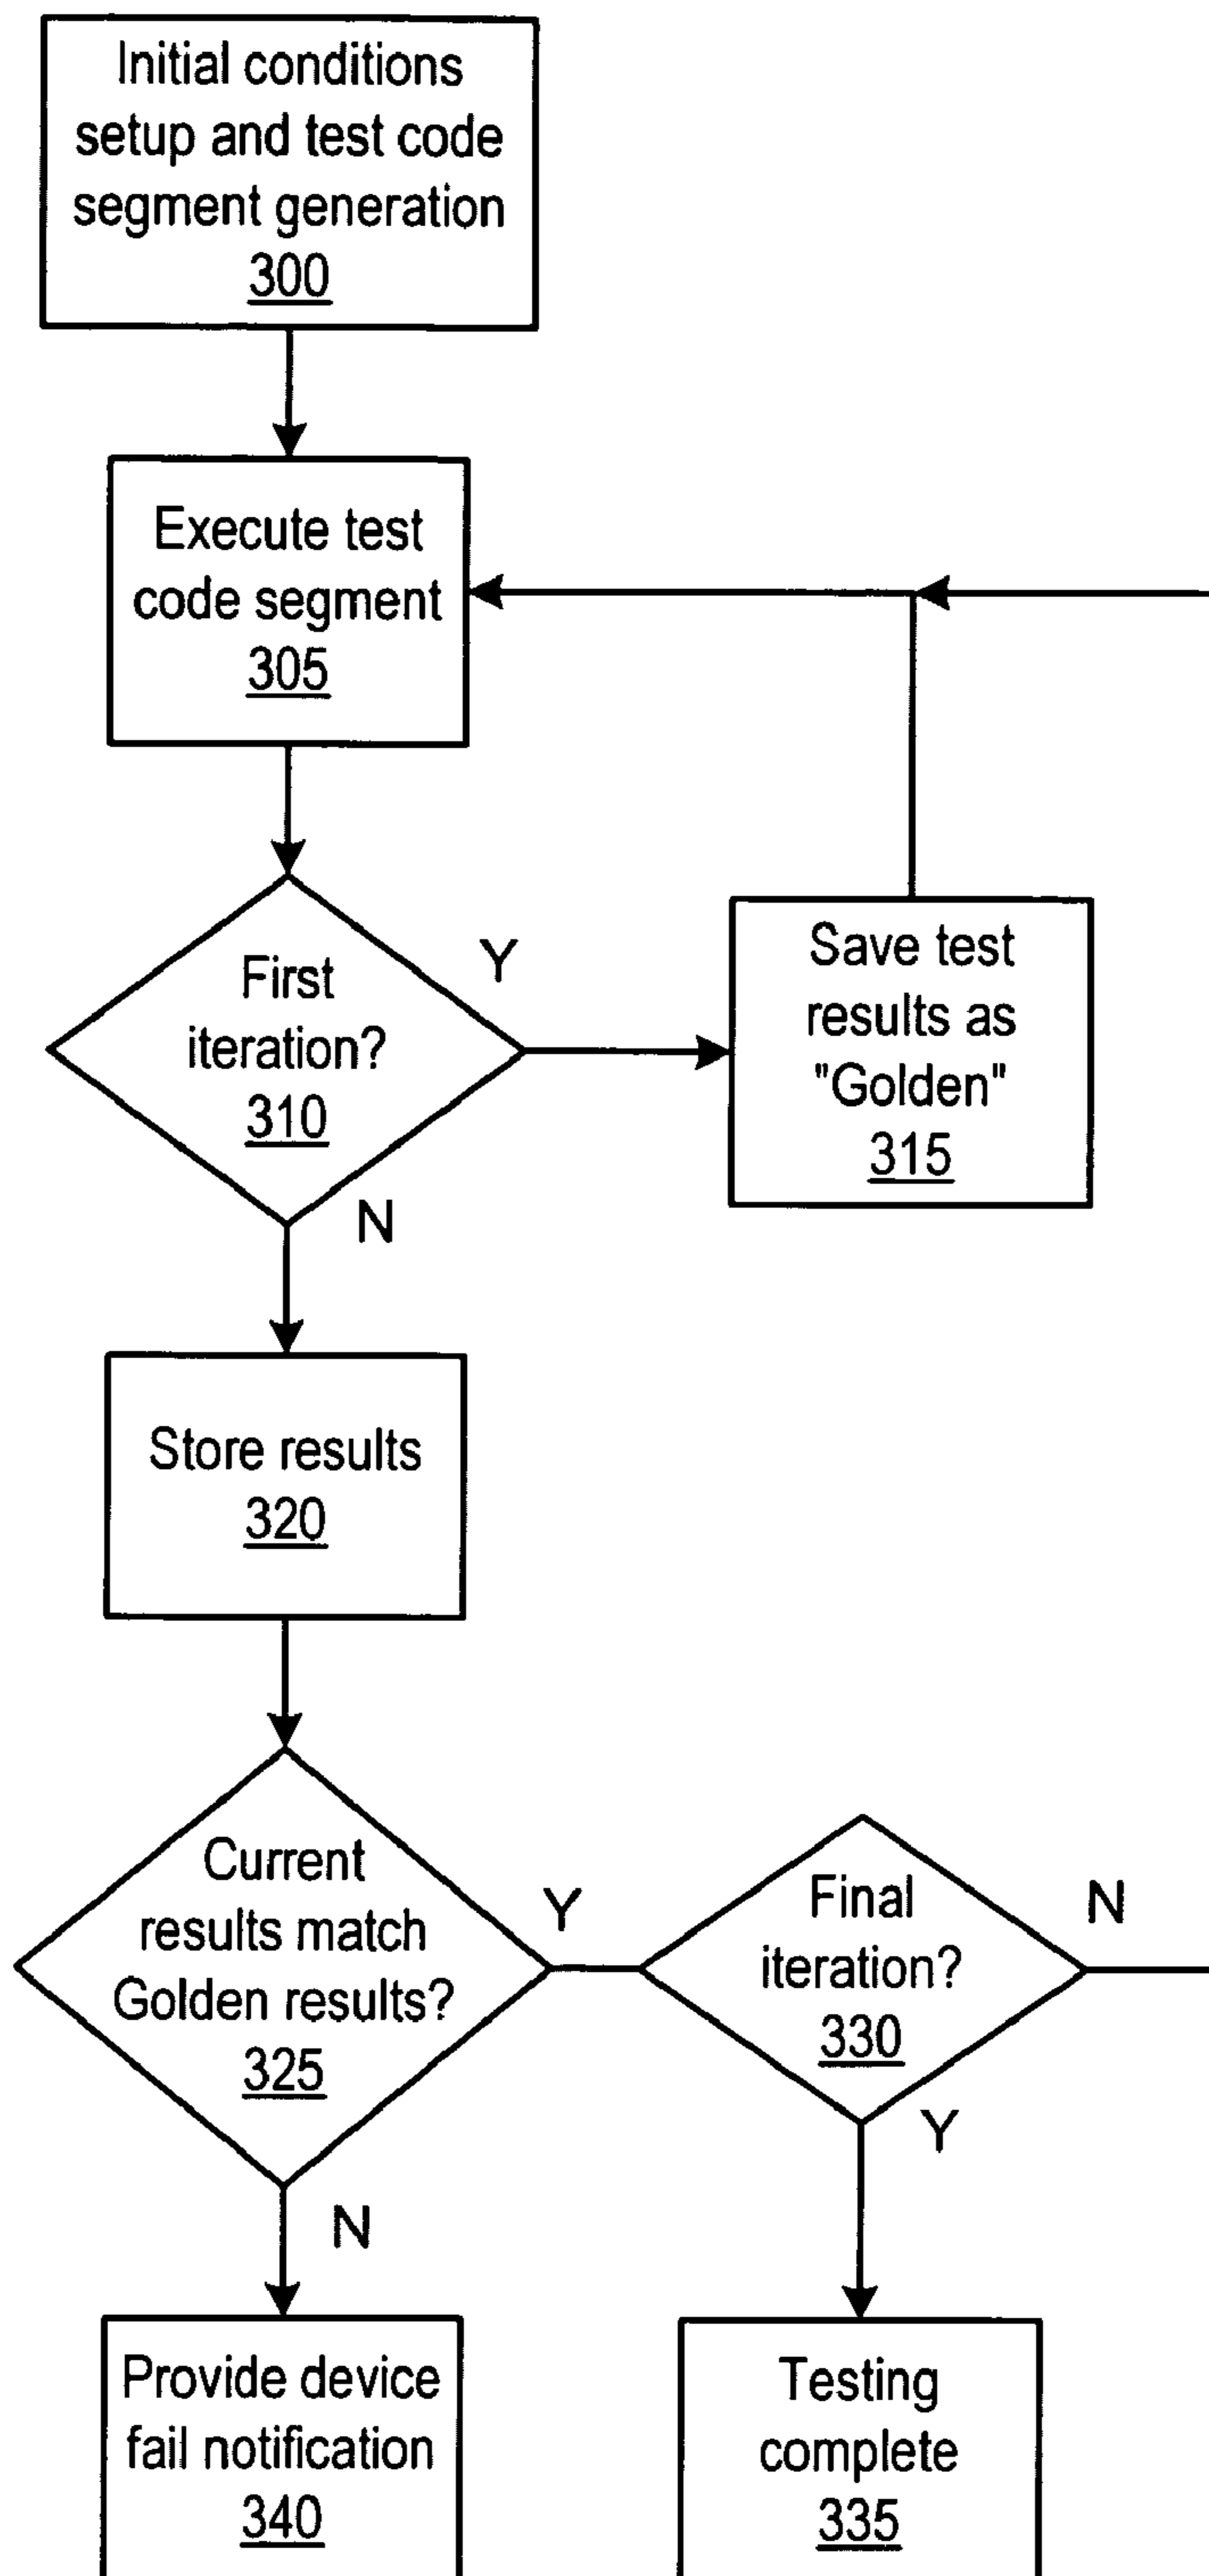 Initial conditions
setup and test code
segment generation
300
Execute test
code segment
305
First
iteration?
310
Y
N
Save test
results as
"Golden"
315
Store results
320
Current
results match
Golden results?
325
Y
N
Final
iteration?
330
N
Y
Provide device
fail notification
340
Testing
complete
335